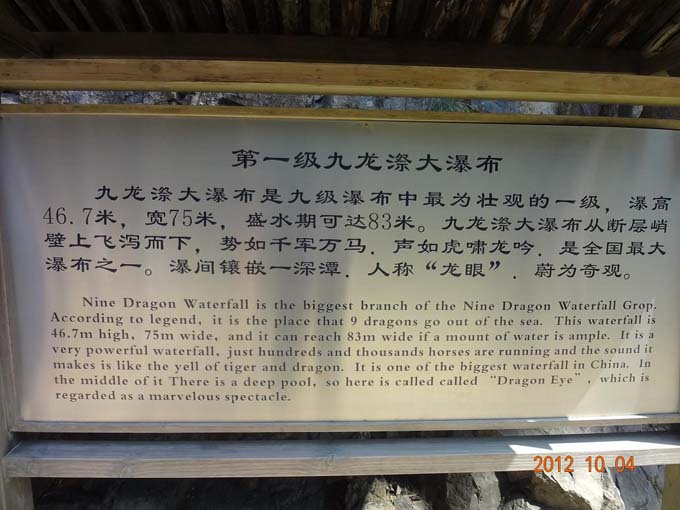 第一级九龙漈大瀑布
九龙漈大瀑布是九级瀑布中最为壮观的一级，瀑高
46.7米，宽75米，盛水期可达83米。九龙漈大瀑布从断层峭
壁上飞泻而下，势如千军万马．声如虎啸龙吟．是全国最大
瀑布之一。瀑间镶嵌一深潭．人称“龙眼”．蔚为奇观。
Nine Dragon Waterfall is the biggest branch of the Nine Dragon Waterfall Grop.
According to legend, it is the place that 9 dragons go out of the sea. This waterfall is
46.7m high, 75m wide, and it can reach 83m wide if a mount of water is ample. It is a
very powerful waterfall, just hundreds and thousands horses are running and the sound it
makes is like the yell of tiger and dragon. It is one of the biggest waterfall in China. In
the middle of it There is a deep pool, so here is called called “Dragon Eye”, which is
regarded as a marvelous spectacle.
2012 10 04